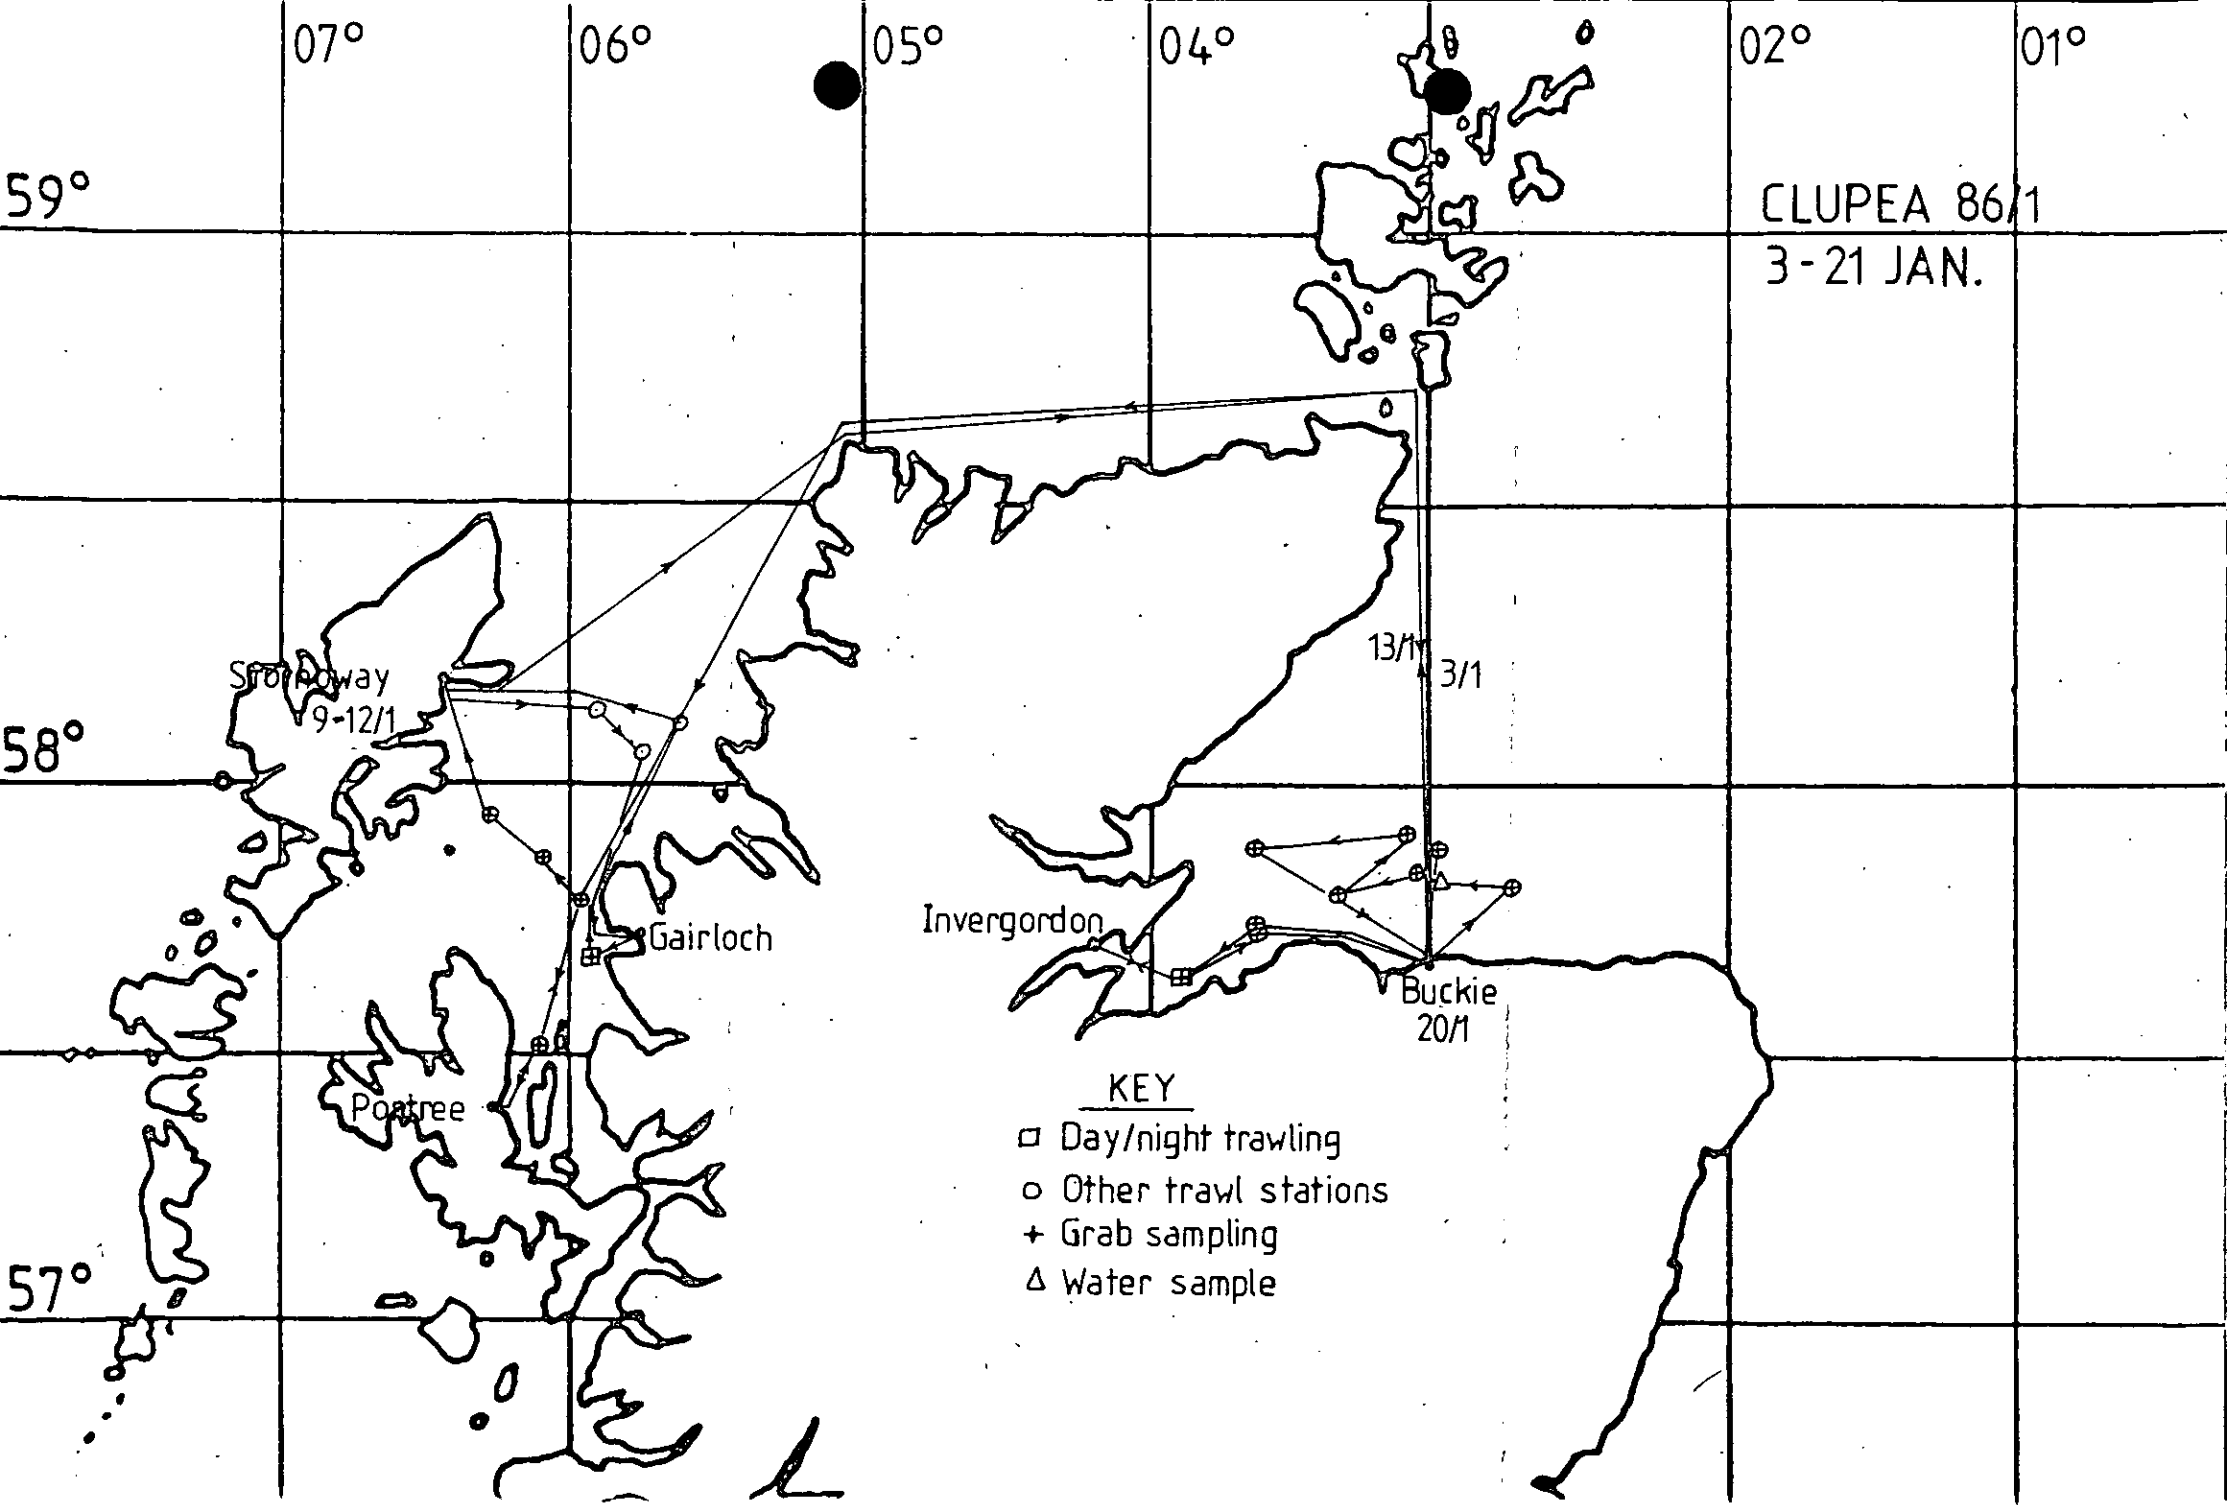 07° 06° 05° 04° 02° 01°
59°
CLUPEA 86/1
3-21 JAN.
13/1
3/1
Stornoway
9-12/1
58°
Invergordon
Gairloch
Buckie
20/1
Portree
KEY
Day/night trawling
Other trawl stations
Grab sampling
Water sample
57°